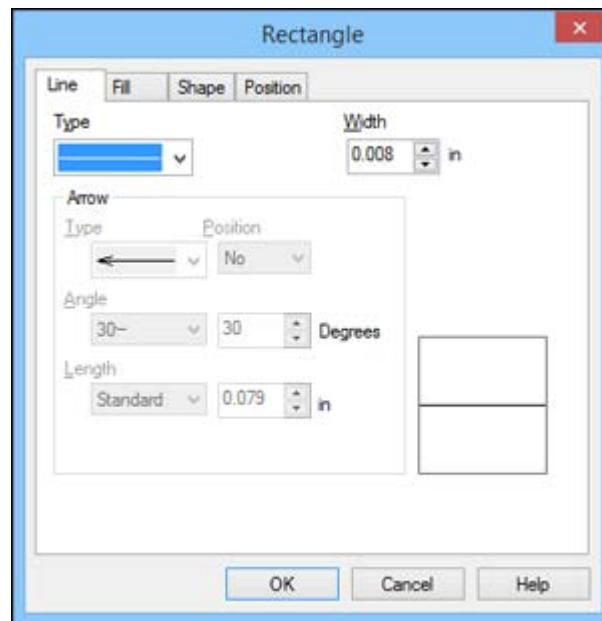 Rectangle
Line Fill Shape Position
Type Width
0.008 in
Arrow
Type Position
No
Angle
30~ 30 Degrees
Length
Standard 0.079 in
OK Cancel Help